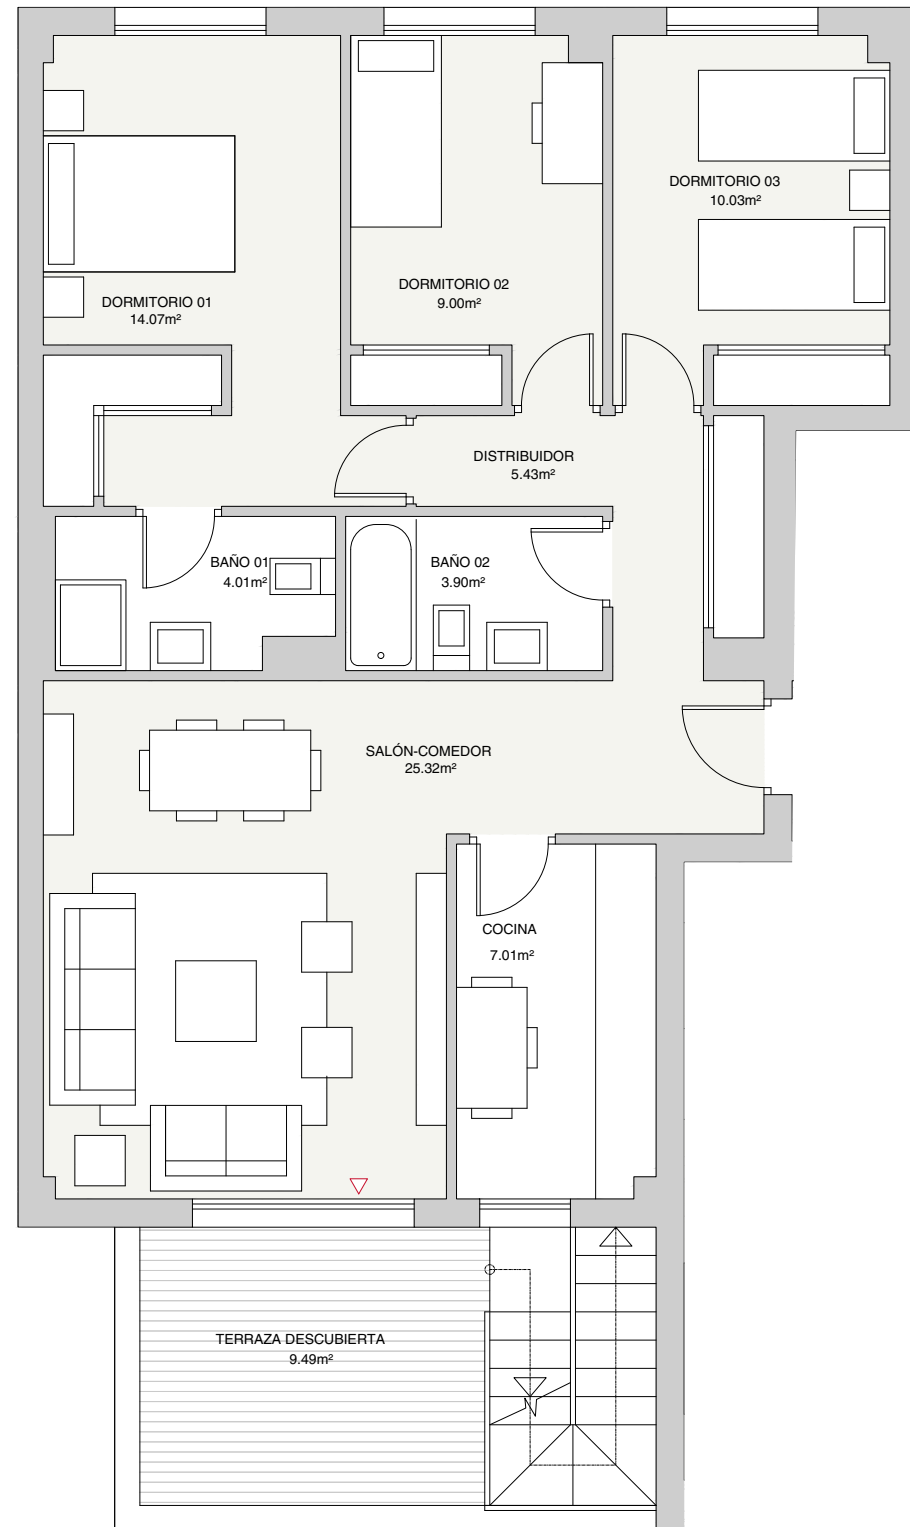 DORMITORIO 03
10.03m²
DORMITORIO 02
9.00m²
DORMITORIO 01
14.07m²
DISTRIBUIDOR
5.43m²
BAÑO 01
4.01m²
BAÑO 02
3.90m²
SALÓN-COMEDOR
25.32m²
COCINA
7.01m²
TERRAZA DESCUBIERTA
9.49m²